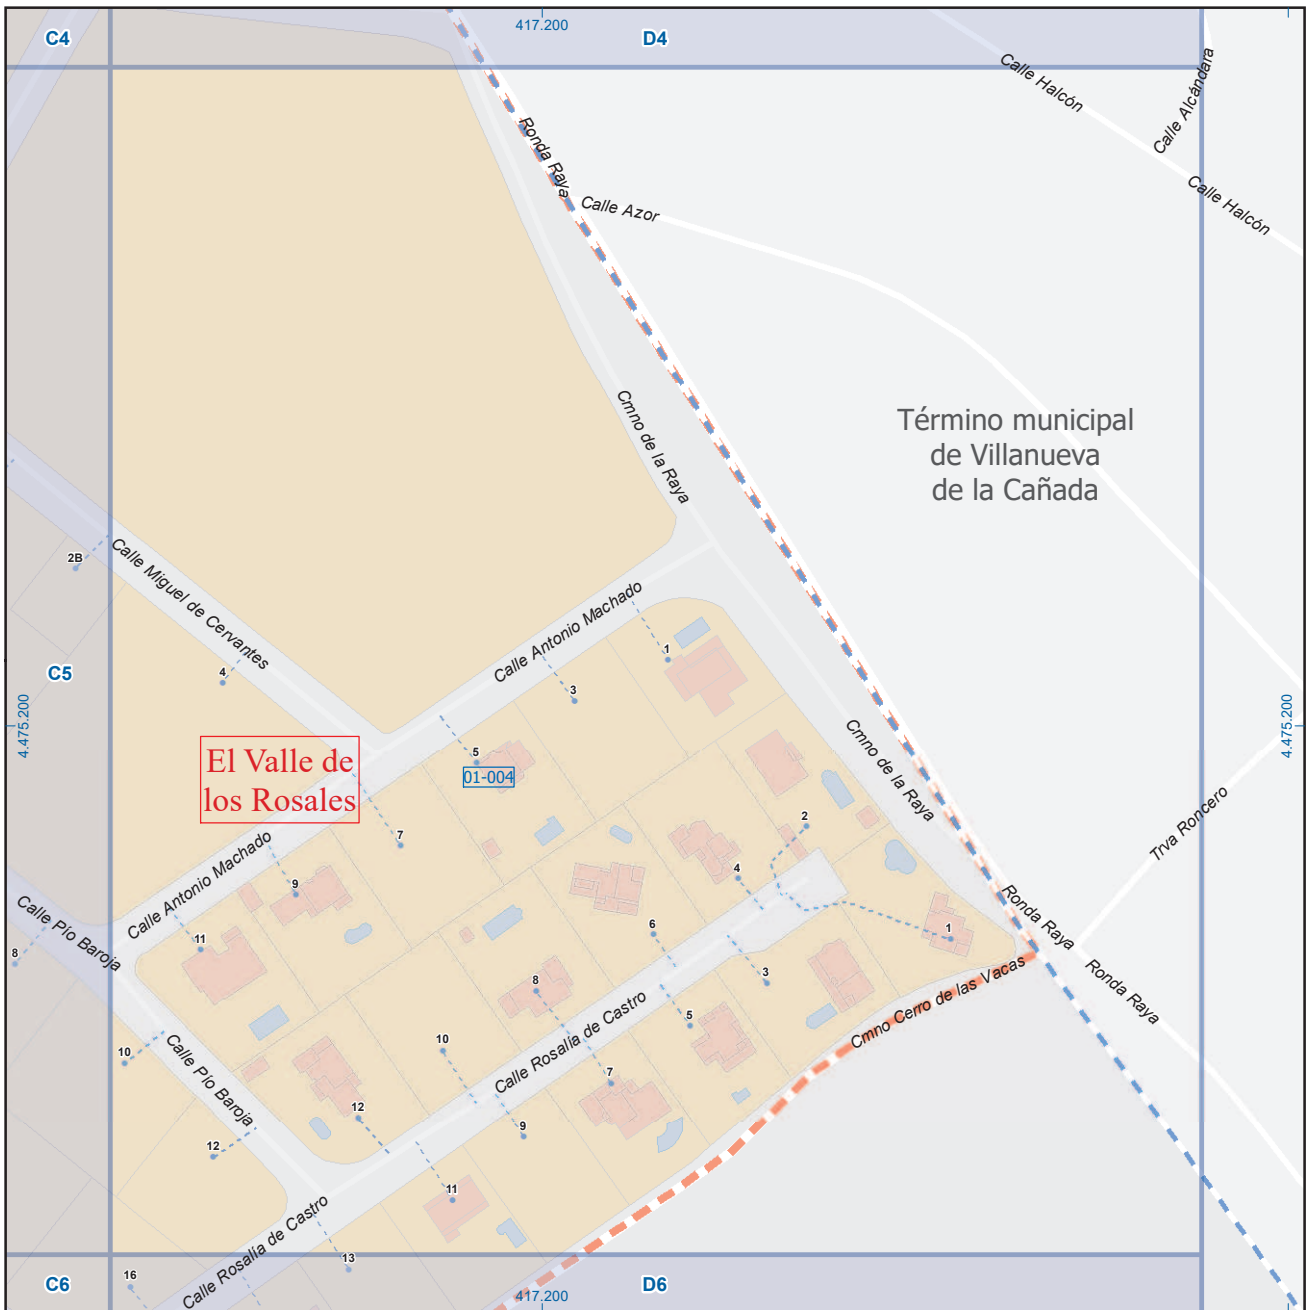 C4
417.200
D4
Calle Halcón
Calle Alcándara
Ronda Raya
Calle Azor
Calle Halcón
Cmno de la Raya
Término municipal
de Villanueva
de la Cañada
2B
Calle Miguel de Cervantes
Calle Antonio Machado
1
C5
4
3
4.475.200
4.475.200
El Valle de
los Rosales
5
01-004
Cmno de la Raya
Trva Roncero
7
2
4
Calle Antonio Machado
9
Ronda Raya
Calle Pío Baroja
11
6
1
8
3
Ronda Raya
8
Cmno Cerro de las Vacas
5
Calle Rosalía de Castro
10
10
Calle Pío Baroja
7
12
9
12
11
Calle Rosalía de Castro
13
16
C6
417.200
D6